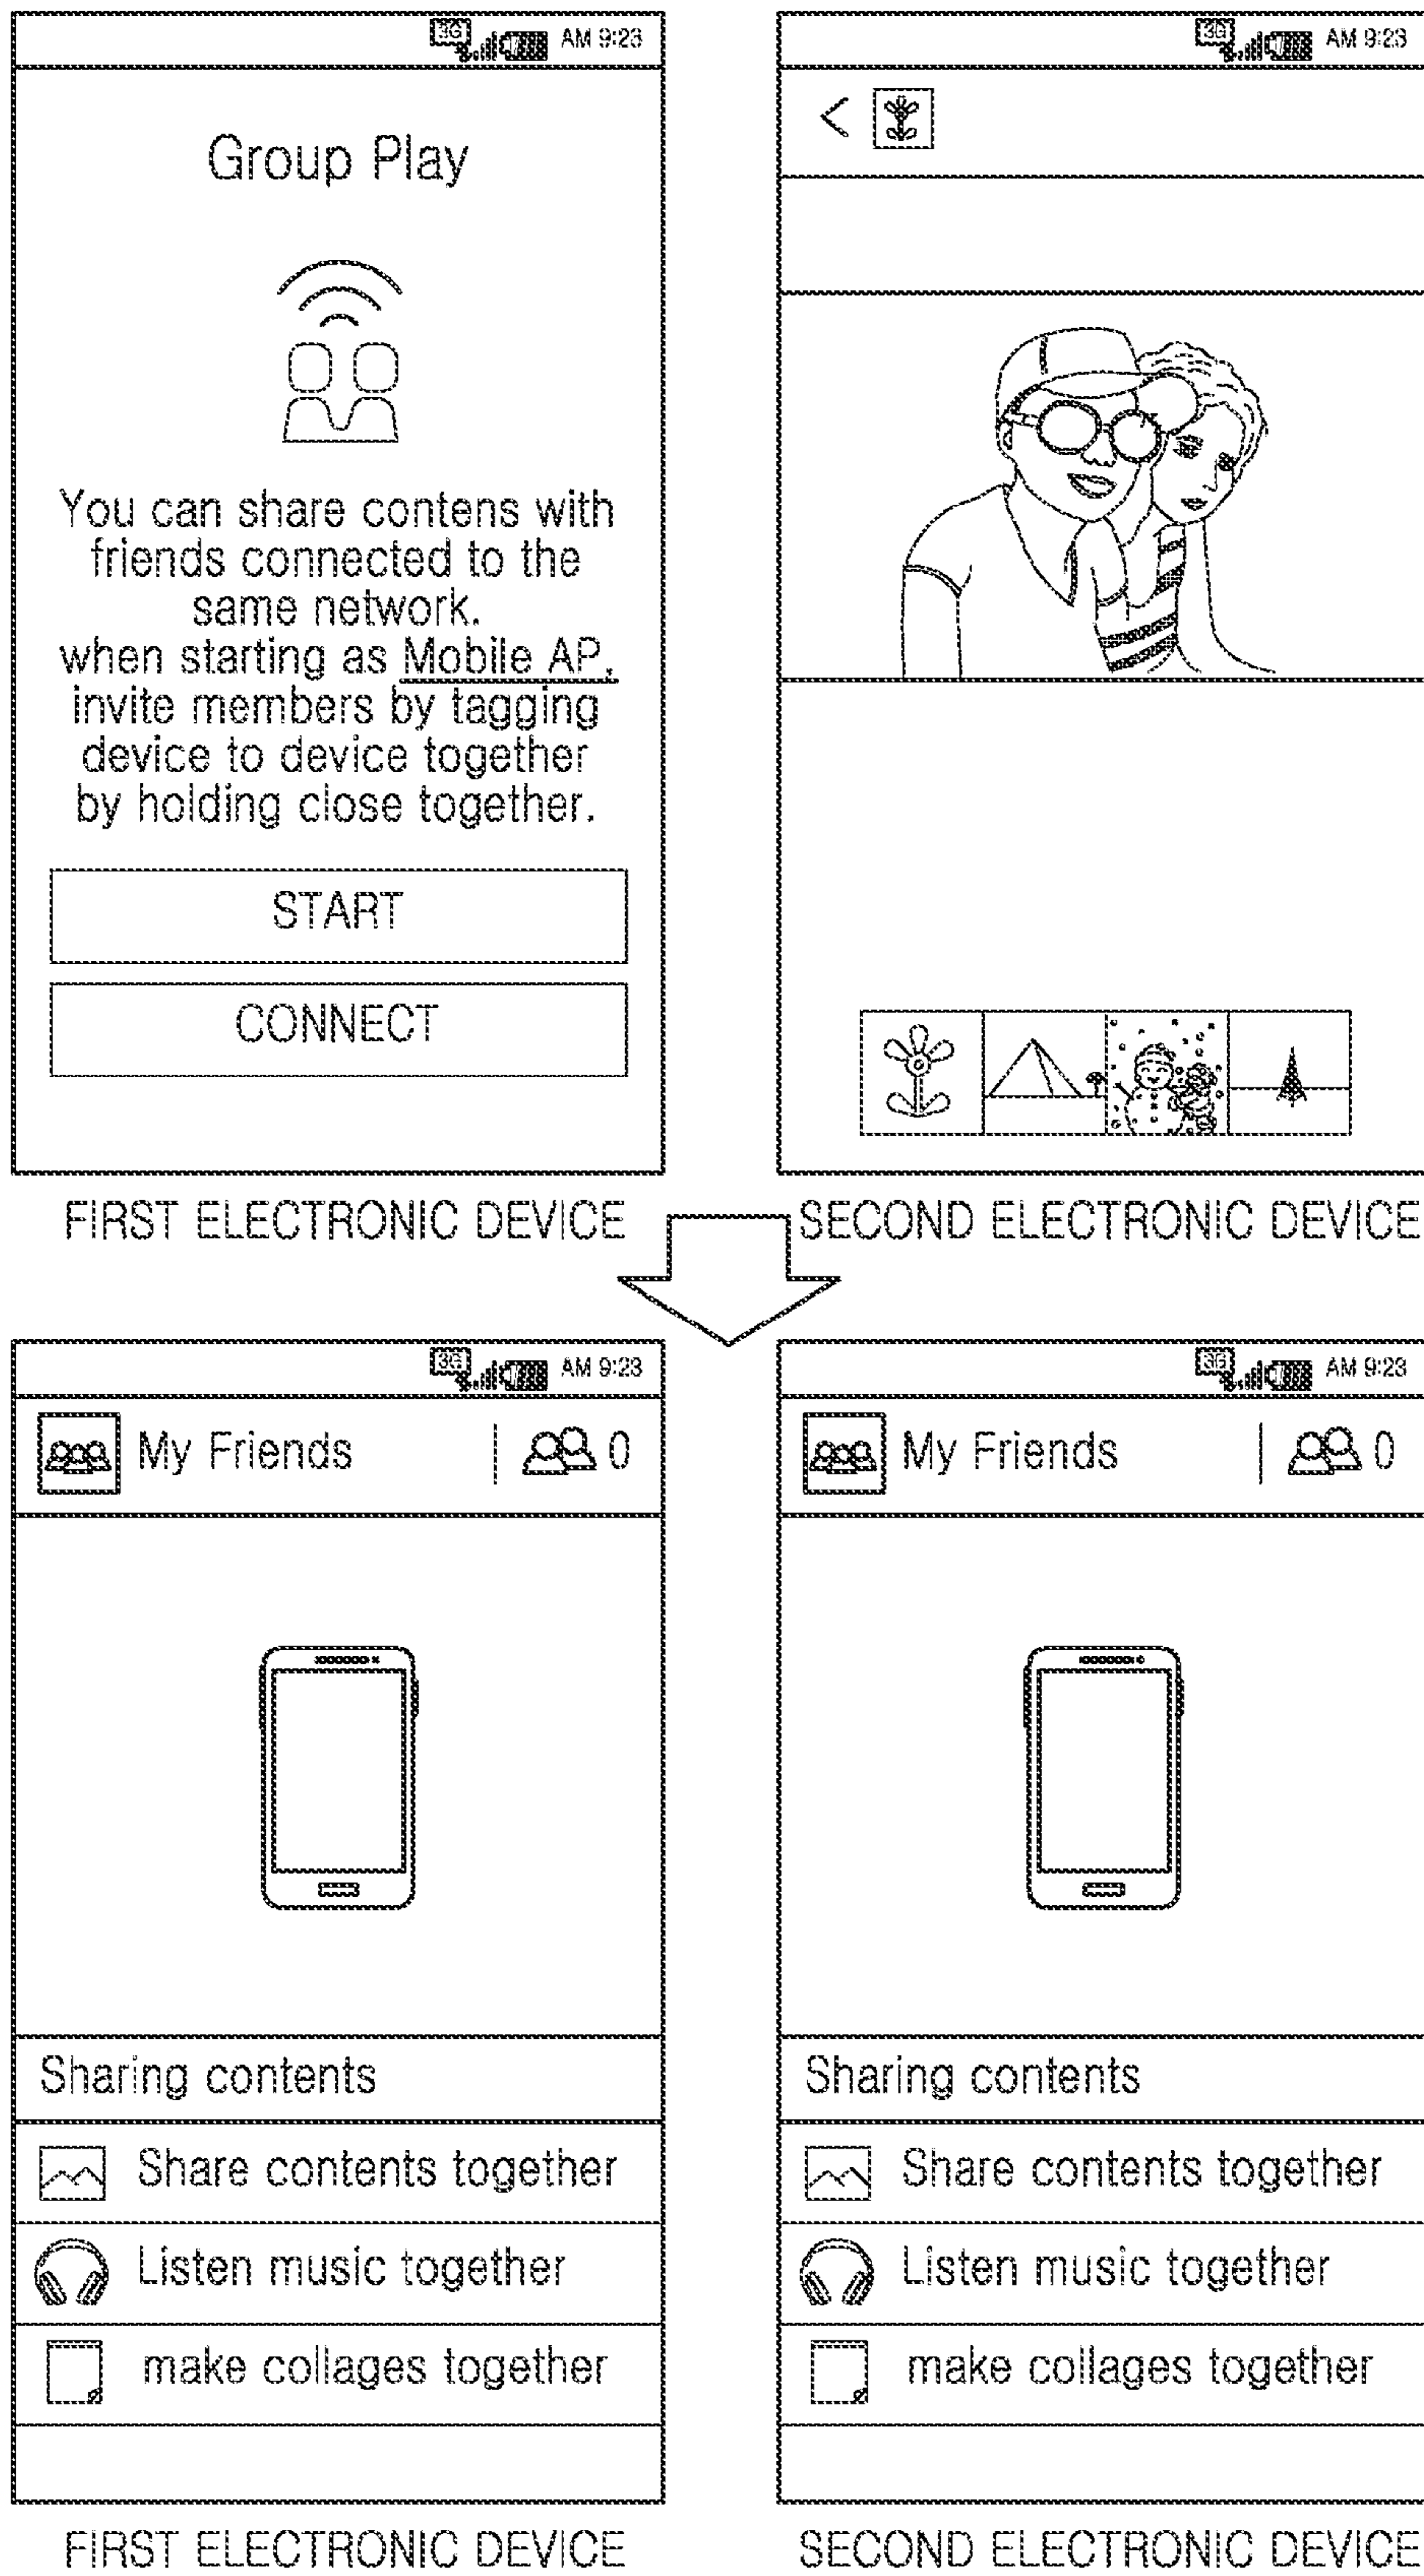 3G AM 9:23
Group Play
You can share contens with
friends connected to the
same network.
when starting as Mobile AP,
invite members by tagging
device to device together
by holding close together.
START
CONNECT
FIRST ELECTRONIC DEVICE
3G AM 9:23
SECOND ELECTRONIC DEVICE
3G AM 9:23
My Friends 0
Sharing contents
Share contents together
Listen music together
make collages together
FIRST ELECTRONIC DEVICE
3G AM 9:23
My Friends 0
Sharing contents
Share contents together
Listen music together
make collages together
SECOND ELECTRONIC DEVICE